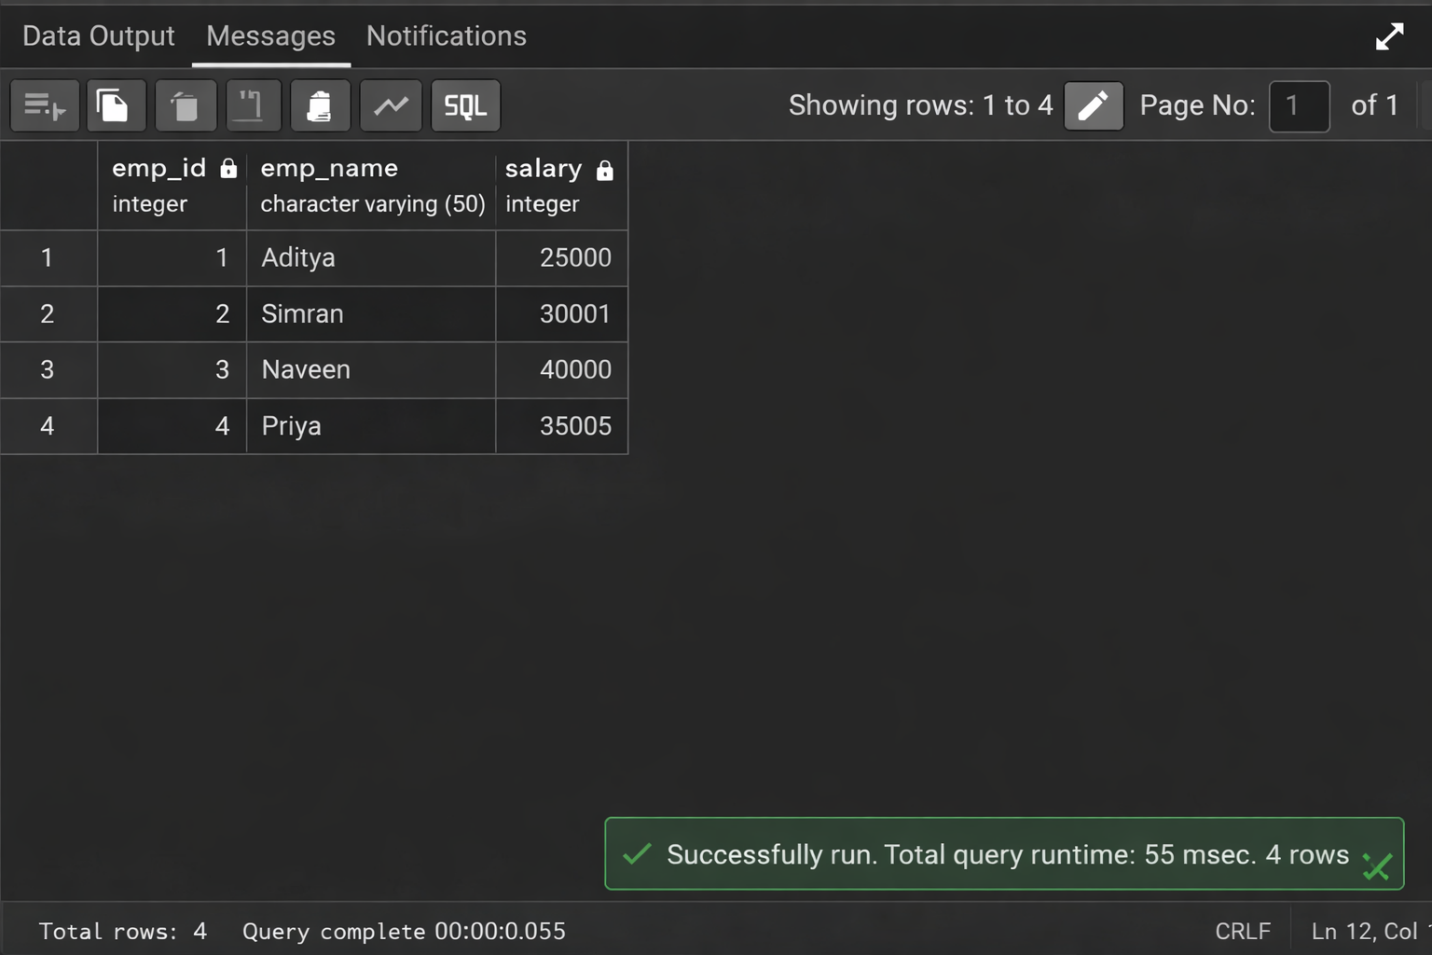 Data Output Messages Notifications
SQL Showing rows: 1 to 4 Page No: 1 of 1
emp_id emp_name salary
integer character varying (50) integer
1 1 Aditya 25000
2 2 Simran 30001
3 3 Naveen 40000
4 4 Priya 35005
Successfully run. Total query runtime: 55 msec. 4 rows
Total rows: 4 Query complete 00:00:0.055 CRLF Ln 12, Col